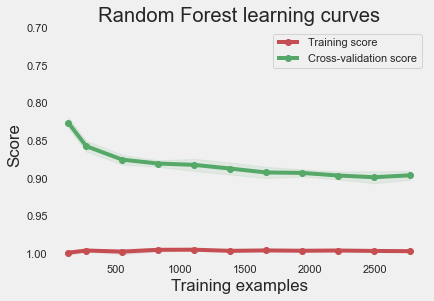 Random Forest learning curves
0.70
Training score
Cross-validation score
0.75
0.80
0.85
0.90
0.95
1.00
Score
500
1000
1500
2000
2500
Training examples